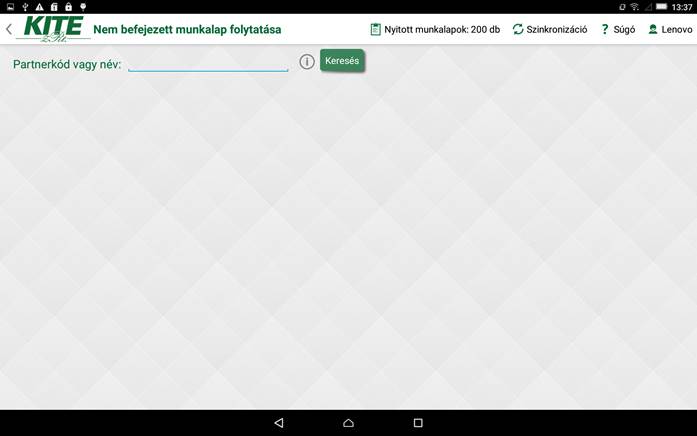 13:37
KITE Zrt. Nem befejezett munkalap folytatása Nyitott munkalapok: 200 db Szinkronizáció ? Súgó Lenovo
Partnerkód vagy név: Keresés